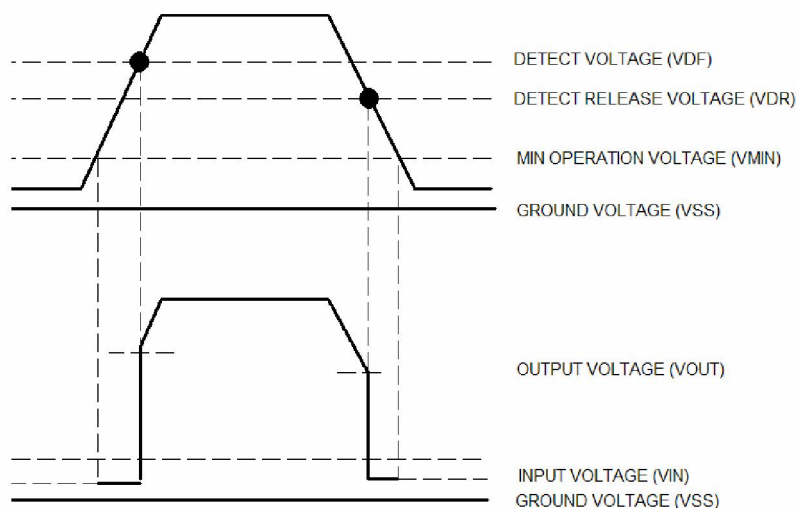 DETECT VOLTAGE (VDF)
DETECT RELEASE VOLTAGE (VDR)
MIN OPERATION VOLTAGE (VMIN)
GROUND VOLTAGE (VSS)
OUTPUT VOLTAGE (VOUT)
INPUT VOLTAGE (VIN)
GROUND VOLTAGE (VSS)